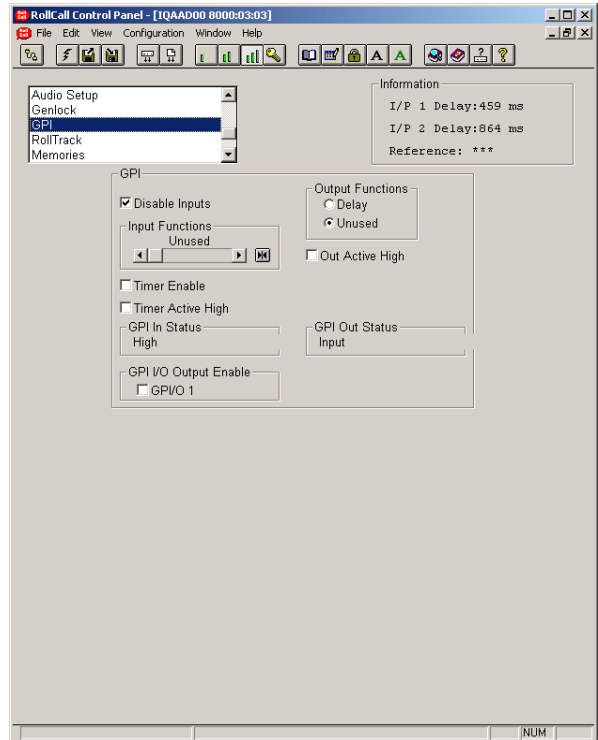 RollCall Control Panel - [IQAAD00 8000:03:03]
File Edit View Configuration Window Help
Audio Setup
Genlock
GPI
RollTrack
Memories
Information
I/P 1 Delay:459 ms
I/P 2 Delay:864 ms
Reference: ***
GPI
Disable Inputs
Input Functions
Unused
Timer Enable
Timer Active High
GPI In Status
High
GPI I/O Output Enable
GPI/O 1
Output Functions
Delay
Unused
Out Active High
GPI Out Status
Input
NUM